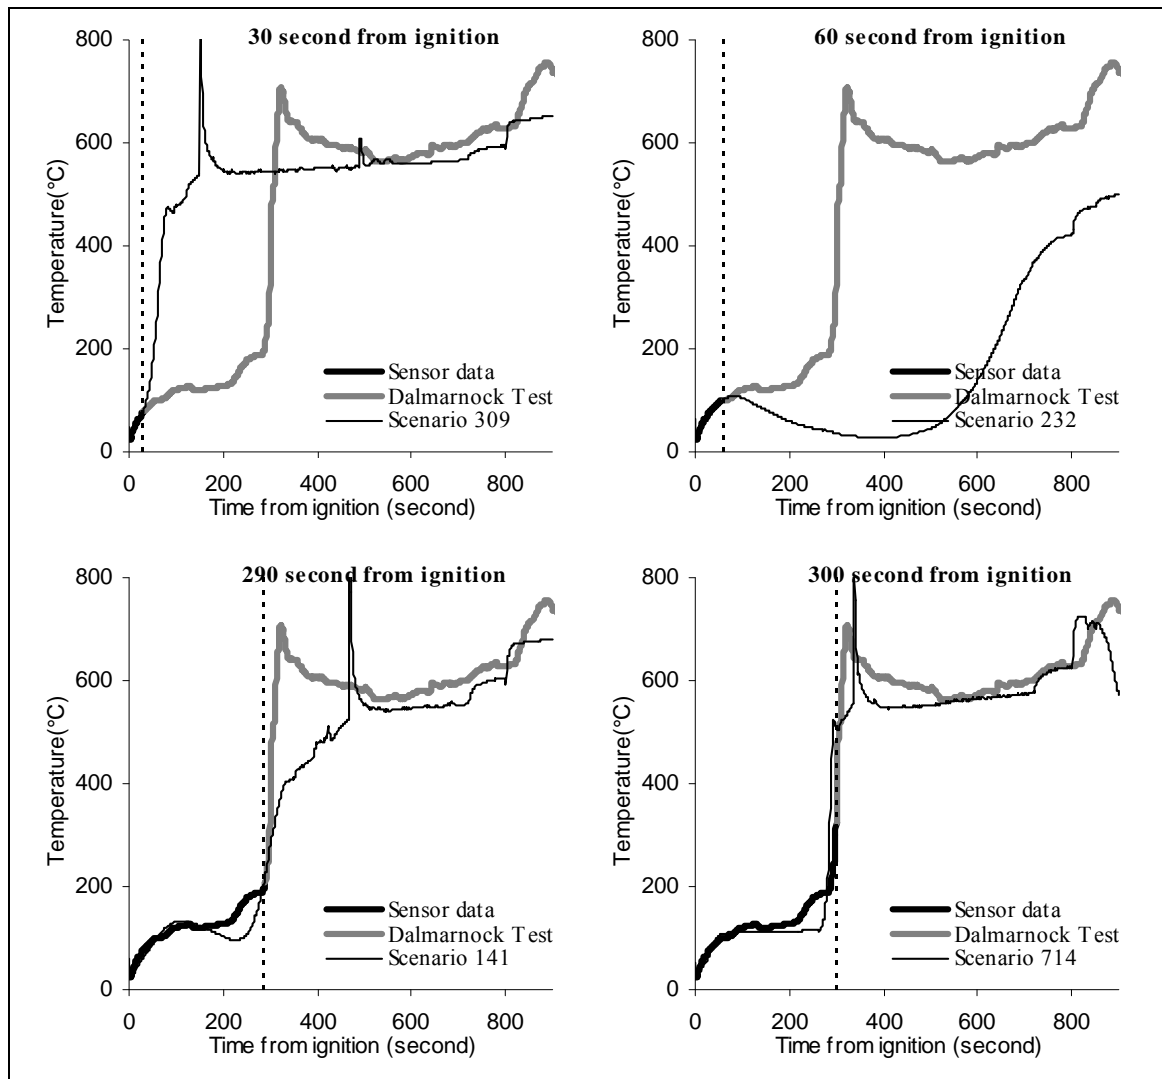 30 second from ignition
800
600
400
200
0
Temperature(°C)
Sensor data
Dalmarnock Test
Scenario 309
0 200 400 600 800
Time from ignition (second)
60 second from ignition
800
600
400
200
0
Temperature(°C)
Sensor data
Dalmarnock Test
Scenario 232
0 200 400 600 800
Time from ignition (second)
290 second from ignition
800
600
400
200
0
Temperature(°C)
Sensor data
Dalmarnock Test
Scenario 141
0 200 400 600 800
Time from ignition (second)
300 second from ignition
800
600
400
200
0
Temperature(°C)
Sensor data
Dalmarnock Test
Scenario 714
0 200 400 600 800
Time from ignition (second)